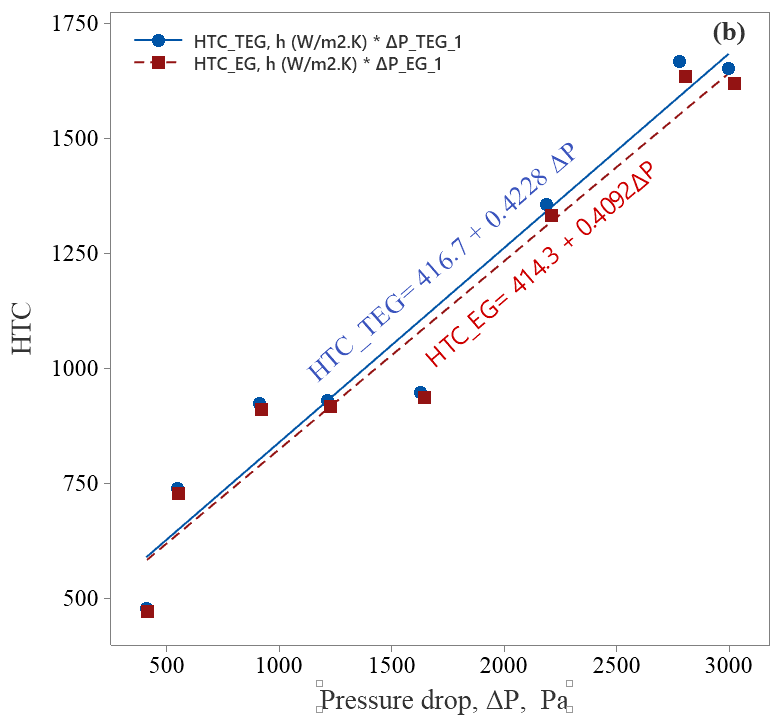 1750
(b)
HTC_TEG, h (W/m2.K) * ΔP_TEG_1
HTC_EG, h (W/m2.K) * ΔP_EG_1
1500
1250
HTC_TEG= 416.7 + 0.4228 ΔP
HTC_EG= 414.3 + 0.4092ΔP
HTC
1000
750
500
500 1000 1500 2000 2500 3000
Pressure drop, ΔP, Pa